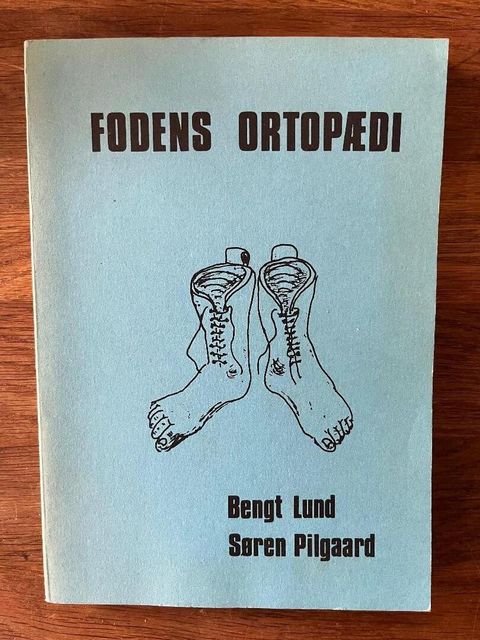 FODENS ORTOPÆDI
Bengt Lund
Søren Pilgaard